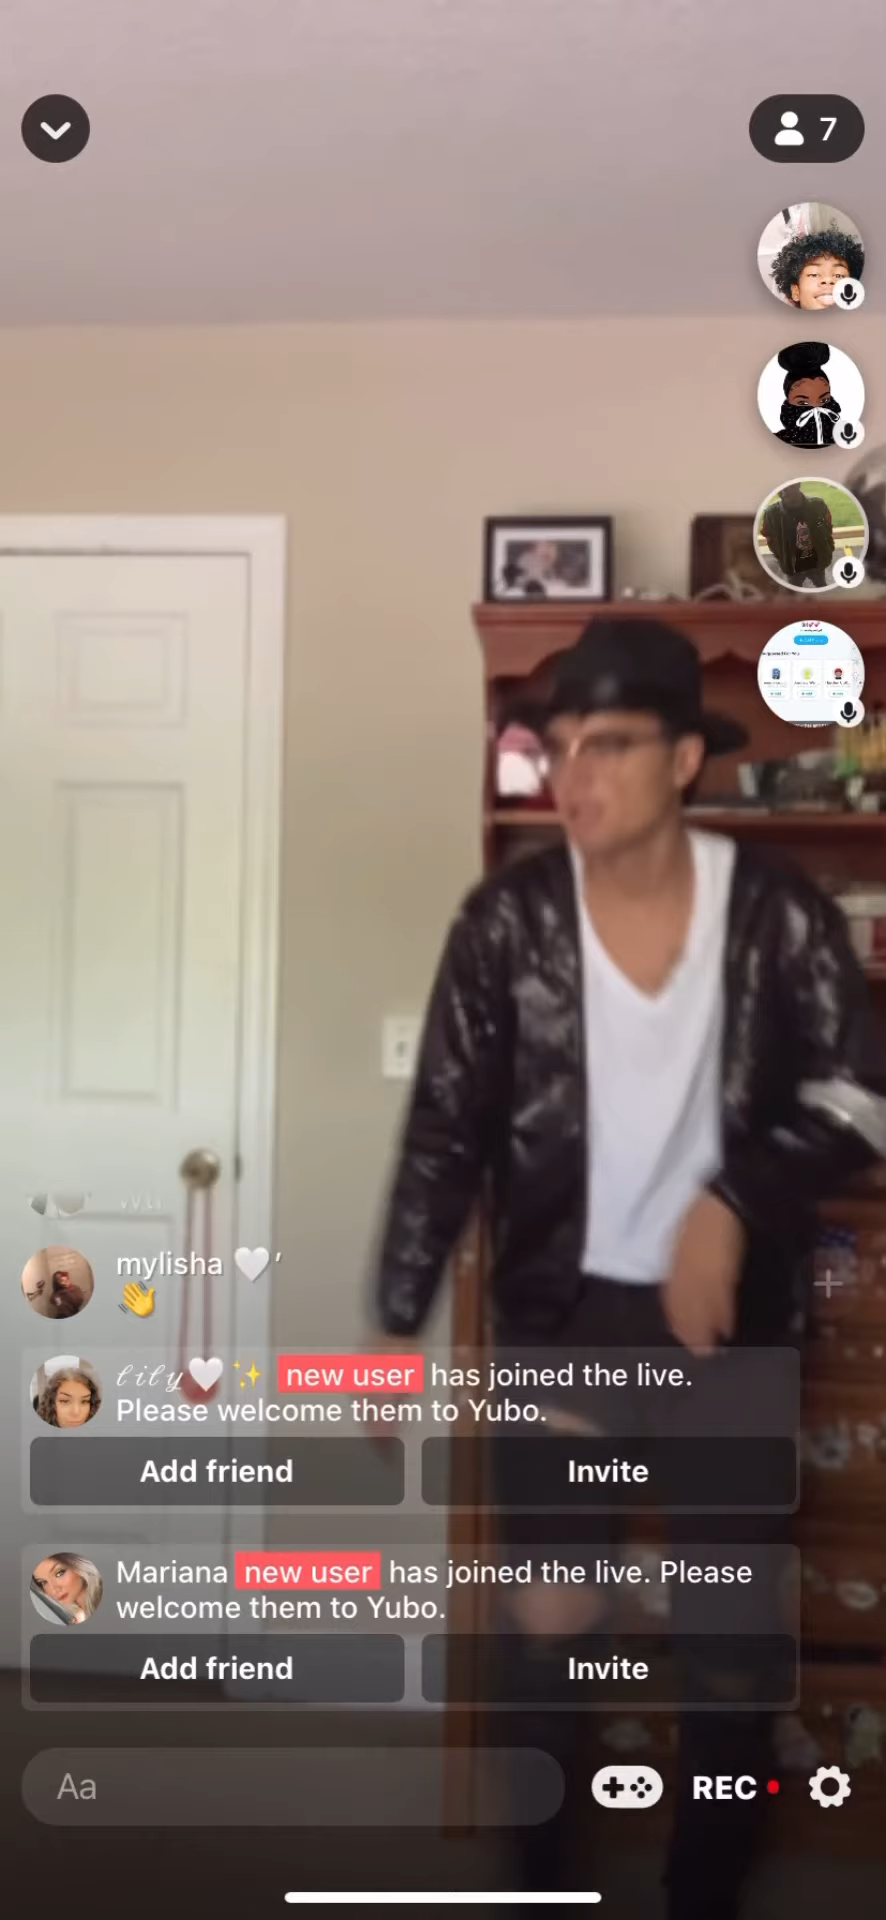 7
mylisha 🤍′
👋
𝓁𝒾𝓁𝓎🤍✨ new user has joined the live.
Please welcome them to Yubo.
Add friend
Invite
Mariana new user has joined the live. Please
welcome them to Yubo.
Add friend
Invite
Aa
REC